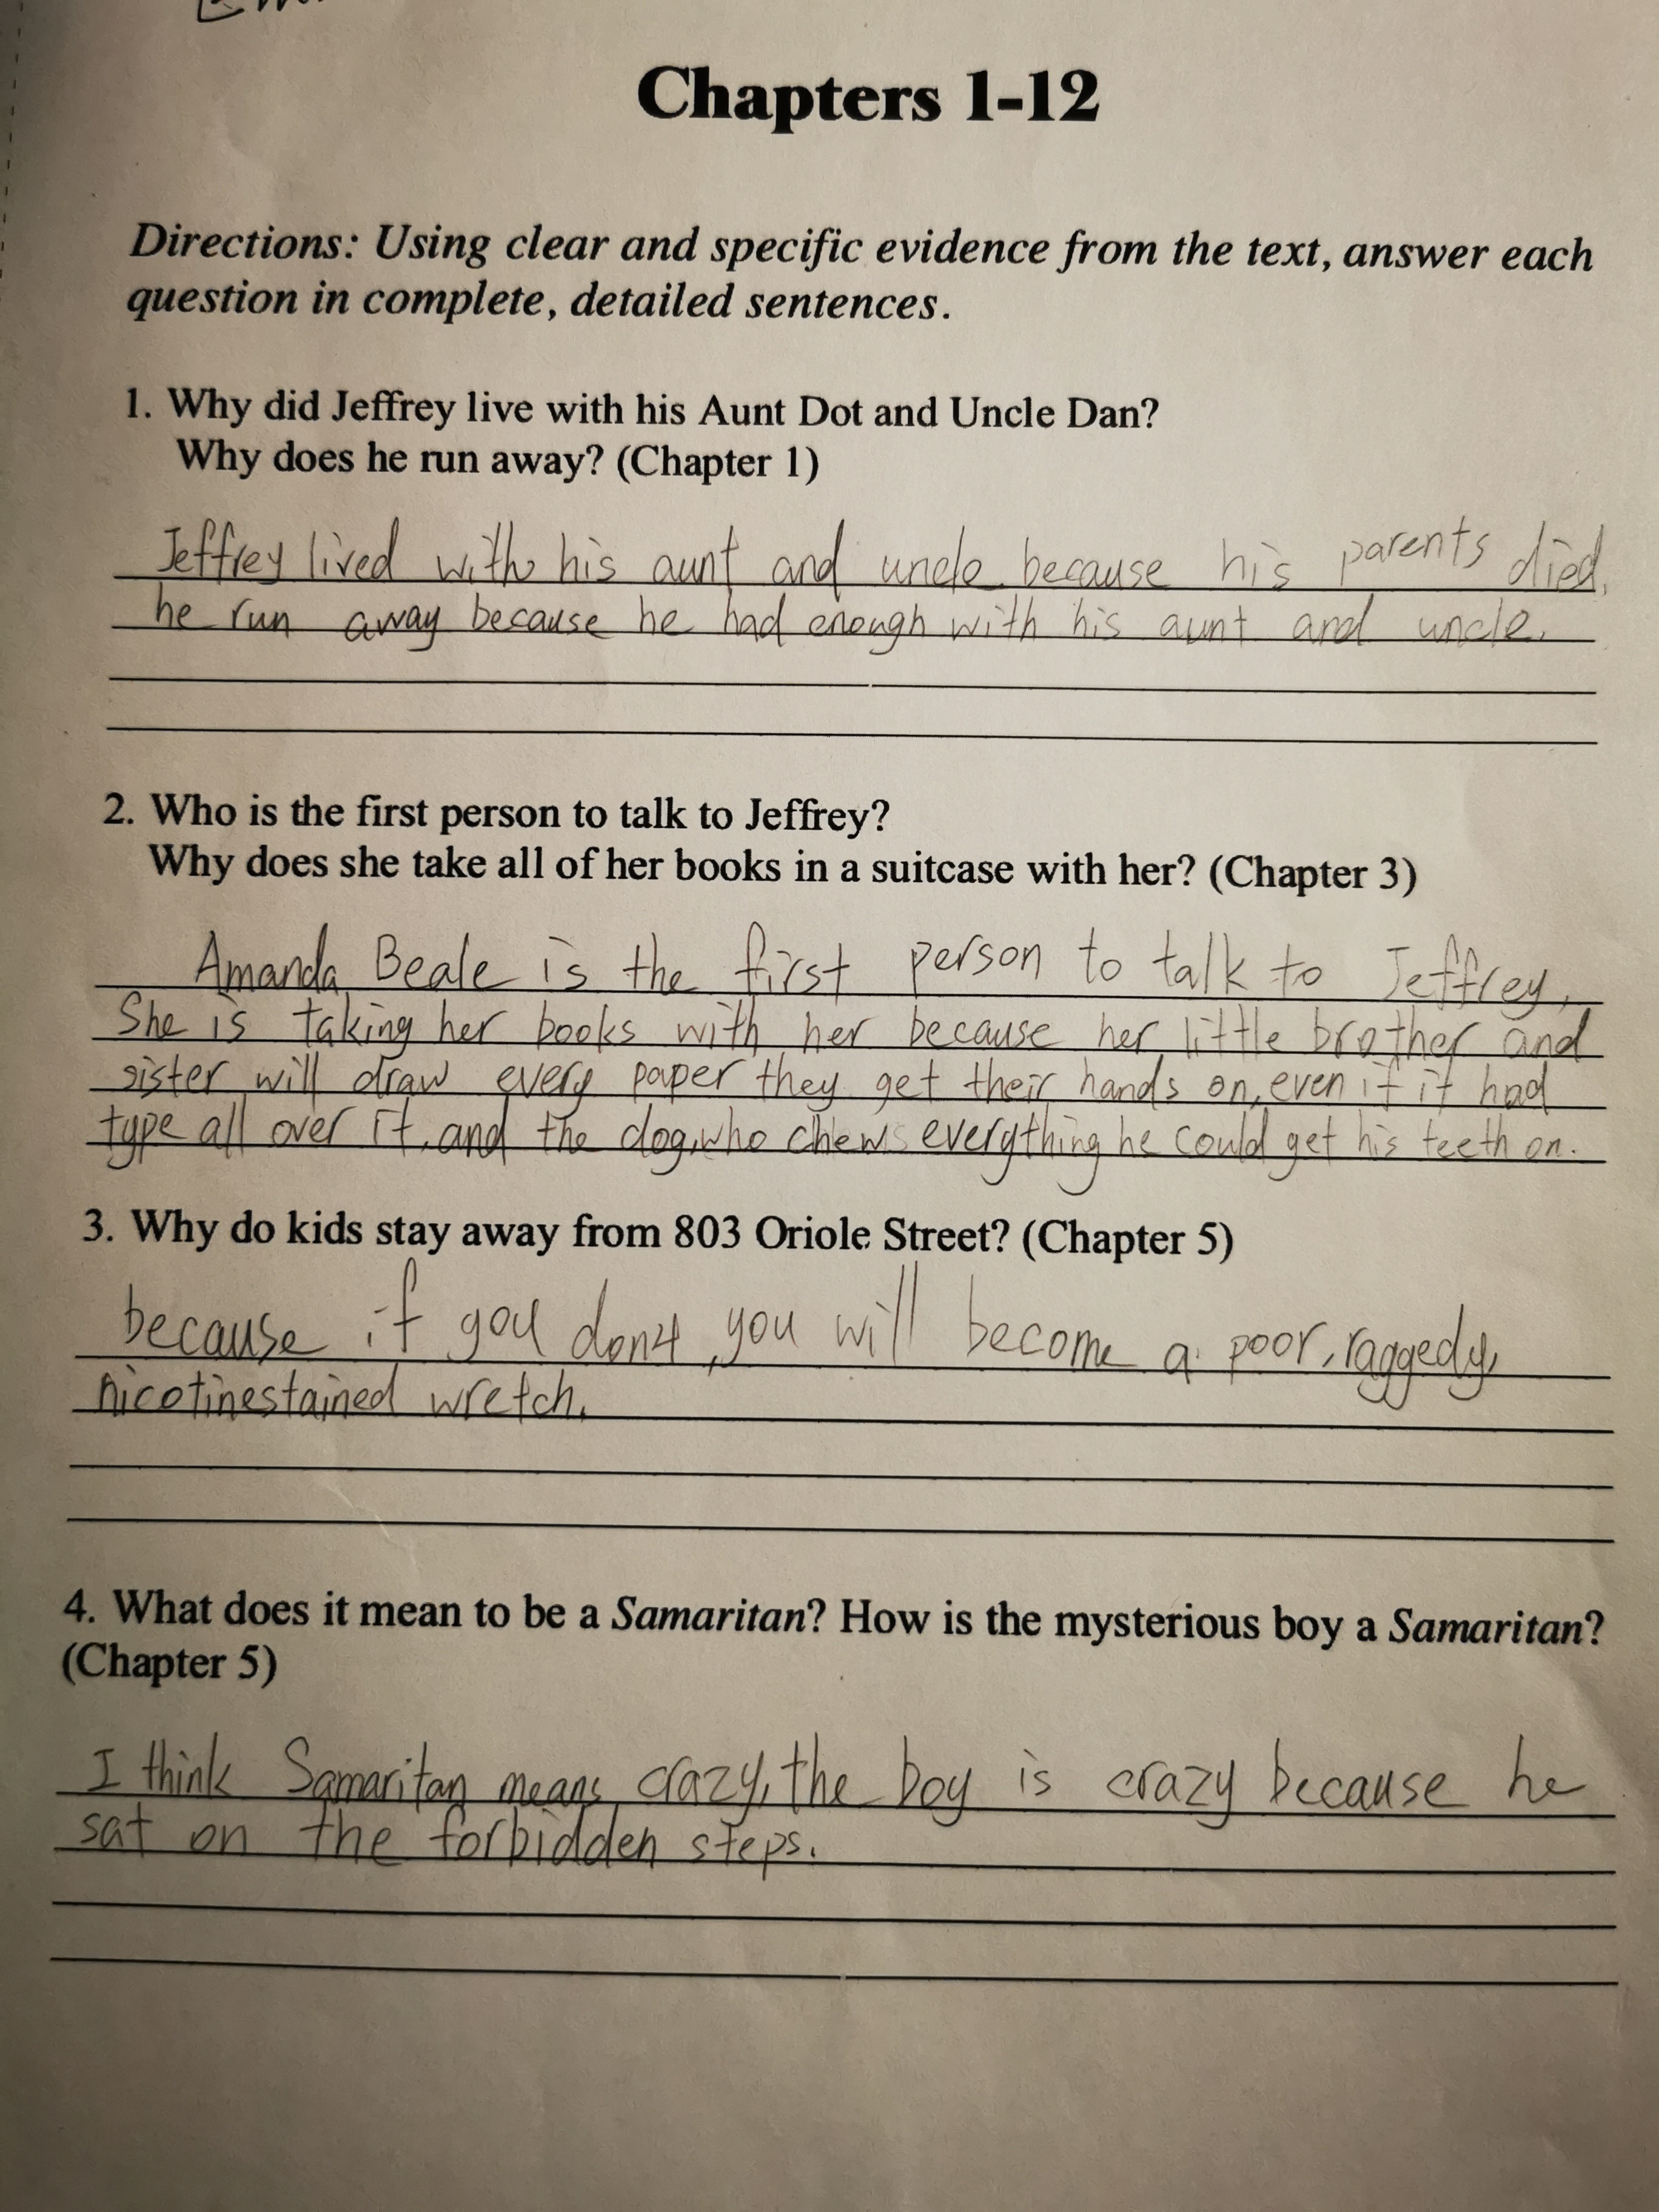 Chapters 1-12
Directions: Using clear and specific evidence from the text, answer each
question in complete, detailed sentences.
1. Why did Jeffrey live with his Aunt Dot and Uncle Dan?
Why does he run away? (Chapter 1)
Jeffrey lived with his aunt and uncle because his parents died,
he run away because he had enough with his aunt and uncle.
2. Who is the first person to talk to Jeffrey?
Why does she take all of her books in a suitcase with her? (Chapter 3)
Amanda Beale is the first person to talk to Jeffrey,
She is taking her books with her because her little brother and
sister will draw every paper they get their hands on, even if it had
type all over it, and the dog, who chews everything he could get his teeth on.
3. Why do kids stay away from 803 Oriole Street? (Chapter 5)
because if you don't, you will become a poor, raggedy,
nicotinestained wretch.
4. What does it mean to be a Samaritan? How is the mysterious boy a Samaritan?
(Chapter 5)
I think Samaritan means crazy, the boy is crazy because he
sat on the forbidden steps.